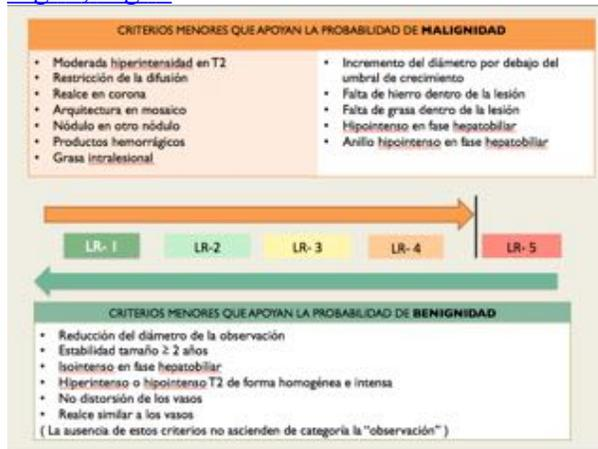 CRITERIOS MENORES QUE APOYAN LA PROBABILIDAD DE MALIGNIDAD
• Moderada hiperintensidad en T2
• Restricción de la difusión
• Realce en corona
• Arquitectura en mosaico
• Nódulo en otro nódulo
• Productos hemorrágicos
• Grasa intralesional
• Incremento del diámetro por debajo del
umbral de crecimiento
• Falta de hierro dentro de la lesión
• Falta de grasa dentro de la lesión
• Hipointenso en fase hepatobiliar
• Anillo hipointenso en fase hepatobiliar
LR- 1 LR-2 LR- 3 LR- 4 LR- 5
CRITERIOS MENORES QUE APOYAN LA PROBABILIDAD DE BENIGNIDAD
• Reducción del diámetro de la observación
• Estabilidad tamaño ≥ 2 años
• Isointenso en fase hepatobiliar
• Hiperintenso o hipointenso T2 de forma homogénea e intensa
• No distorsión de los vasos
• Realce similar a los vasos
( La ausencia de estos criterios no ascienden de categoría la "observación" )